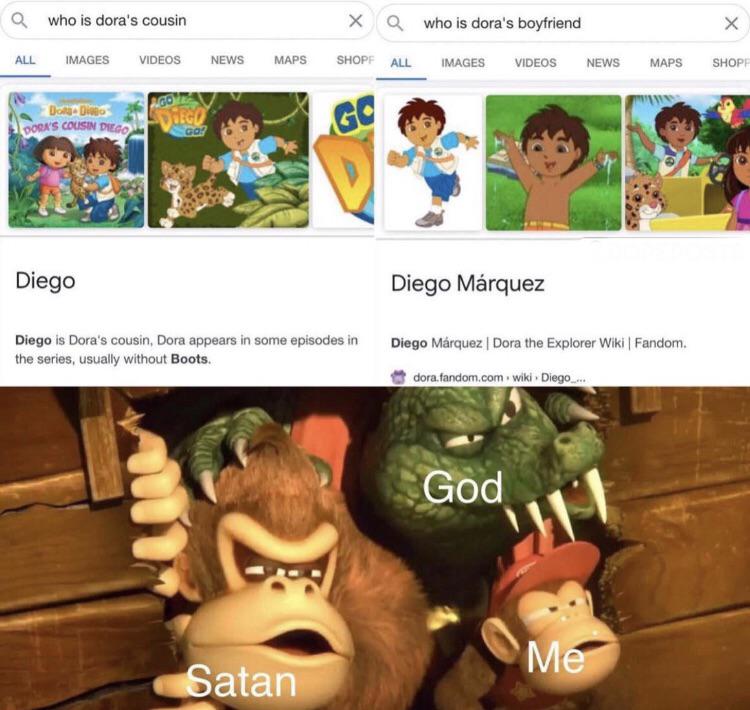 who is dora's cousin
ALL IMAGES VIDEOS NEWS MAPS SHOPP
Dora & Diego
DORA'S COUSIN DIEGO
GO
DIEGO
GO!
GO
D
Diego
Diego is Dora's cousin, Dora appears in some episodes in
the series, usually without Boots.
who is dora's boyfriend
ALL IMAGES VIDEOS NEWS MAPS SHOPP
Diego Márquez
Diego Márquez | Dora the Explorer Wiki | Fandom.
dora.fandom.com › wiki › Diego_...
God
Me
Satan